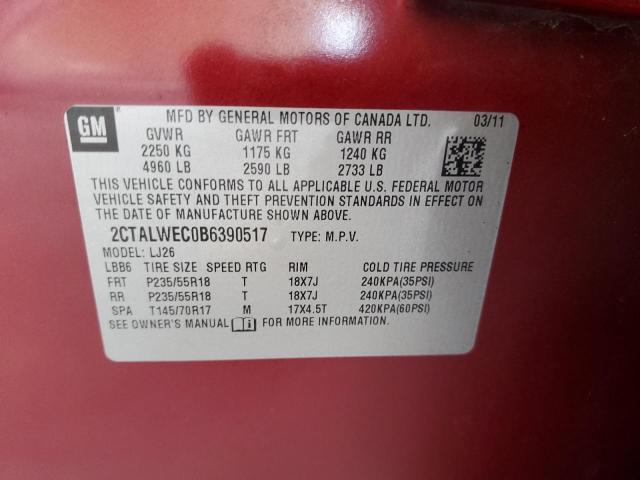 GM
MFD BY GENERAL MOTORS OF CANADA LTD. 03/11
GVWR GAWR FRT GAWR RR
2250 KG 1175 KG 1240 KG
4960 LB 2590 LB 2733 LB
THIS VEHICLE CONFORMS TO ALL APPLICABLE U.S. FEDERAL MOTOR
VEHICLE SAFETY AND THEFT PREVENTION STANDARDS IN EFFECT ON
THE DATE OF MANUFACTURE SHOWN ABOVE.
2CTALWEC0B6390517 TYPE: M.P.V.
MODEL: LJ26
LBB6 TIRE SIZE SPEED RTG RIM COLD TIRE PRESSURE
FRT P235/55R18 T 18X7J 240KPA(35PSI)
RR P235/55R18 T 18X7J 240KPA(35PSI)
SPA T145/70R17 M 17X4.5T 420KPA(60PSI)
SEE OWNER'S MANUAL FOR MORE INFORMATION.